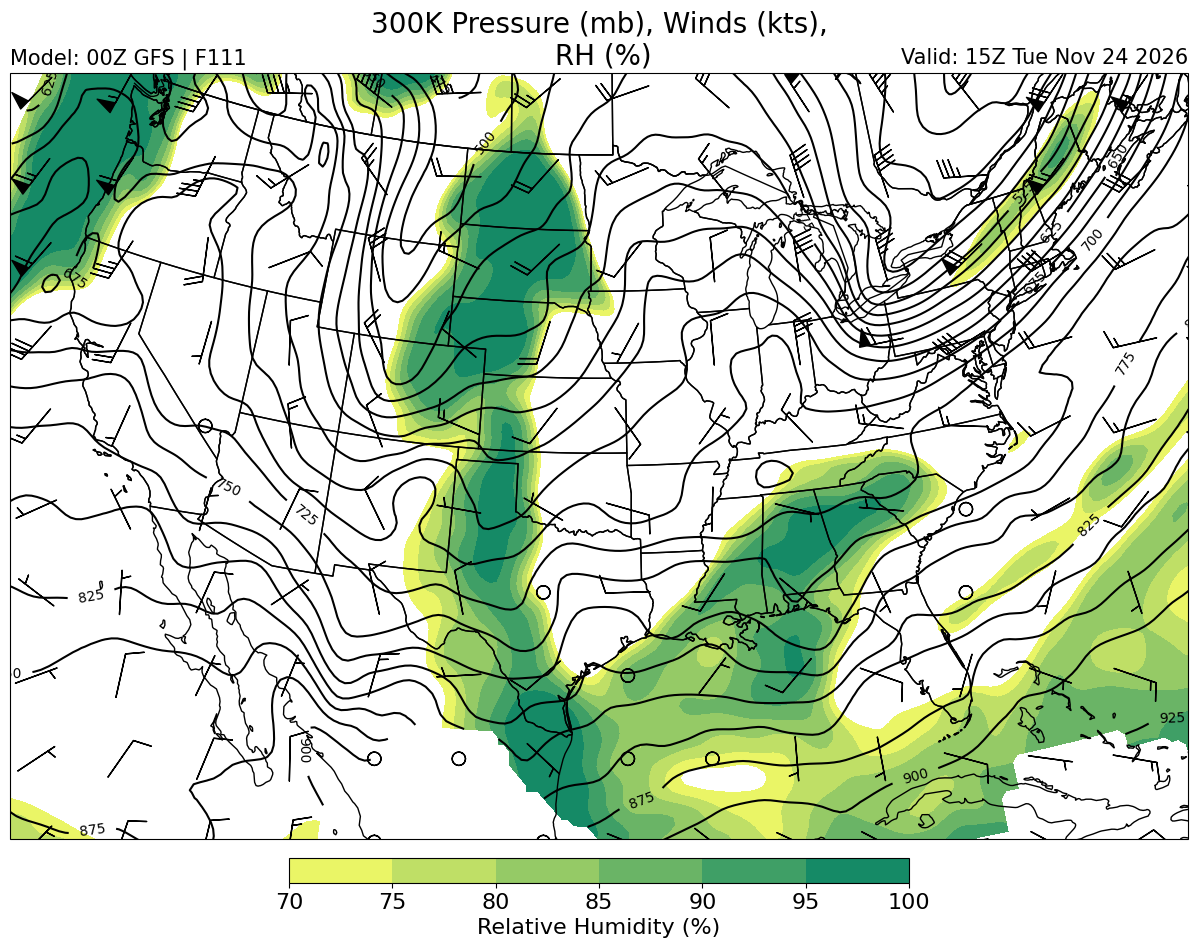 300K Pressure (mb), Winds (kts),
RH (%)
Model: 00Z GFS | F111
Valid: 15Z Tue Nov 24 2026
500
650
625
700
675
775
750
725
825
825
925
900
900
875
875
70 75 80 85 90 95 100
Relative Humidity (%)